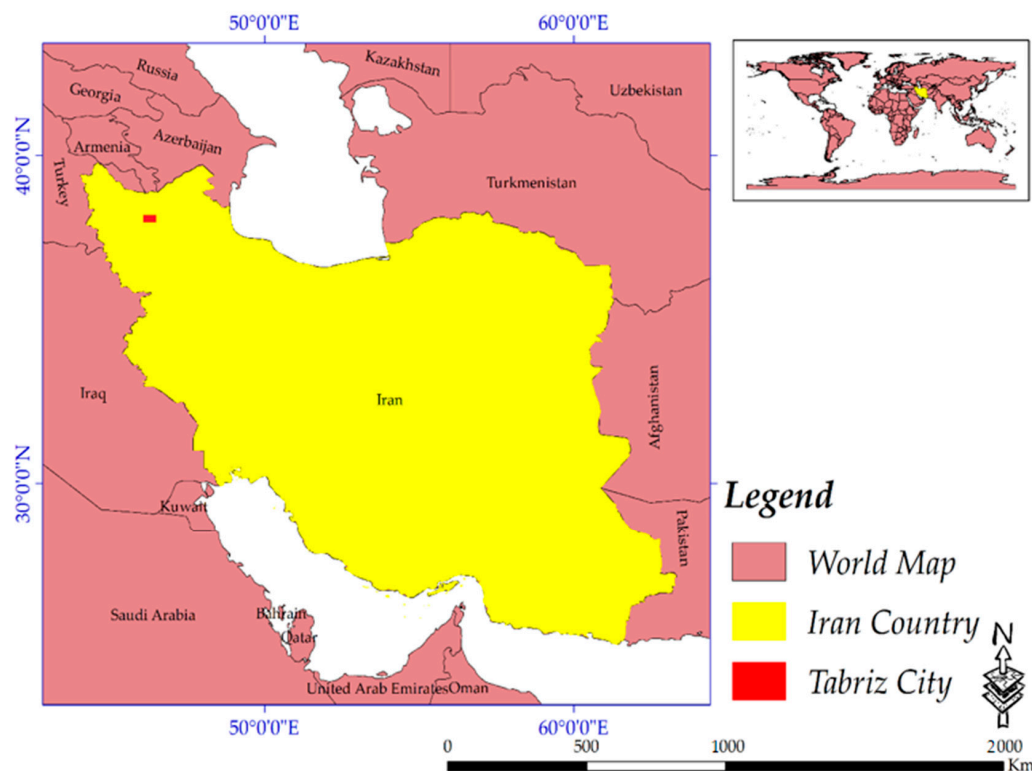 50°0'0"E
60°0'0"E
Kazakhstan
Russia
Uzbekistan
Georgia
Azerbaijan
Armenia
40°0'0"N
Turkey
Turkmenistan
Iraq
Iran
Afghanistan
30°0'0"N
Kuwait
Pakistan
Saudi Arabia
Bahrain
Qatar
United Arab Emirates
Oman
50°0'0"E
60°0'0"E
Legend
World Map
Iran Country
Tabriz City
N
0 500 1000 2000
Km